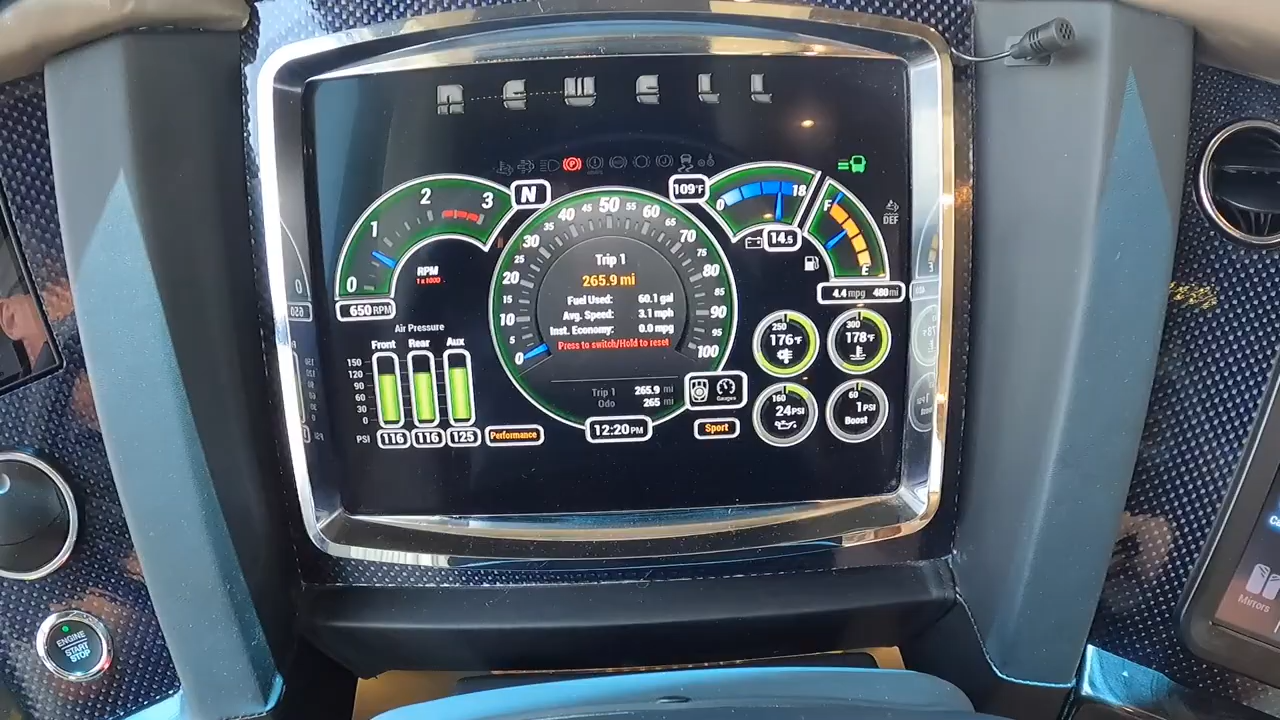 NEWELL
N
109°F
0 1 2 3
RPM
1 x 1000
650 RPM
0 18
14.5
F
E
DEF
4.4 mpg 480 mi
0 5 10 15 20 25 30 35 40 45 50 55 60 65 70 75 80 85 90 95 100
Trip 1
265.9 mi
Fuel Used: 60.1 gal
Avg. Speed: 3.1 mph
Inst. Economy: 0.0 mpg
Press to switch/Hold to reset
Trip 1 265.9 mi
Odo 265 mi
Gauges
Air Pressure
Front Rear Aux
150
120
90
60
30
0
PSI 116 116 125
Performance
12:20 PM
Sport
250
176°F
300
178°F
160
24 PSI
60
1 PSI
Boost
ENGINE
START
STOP
Mirrors